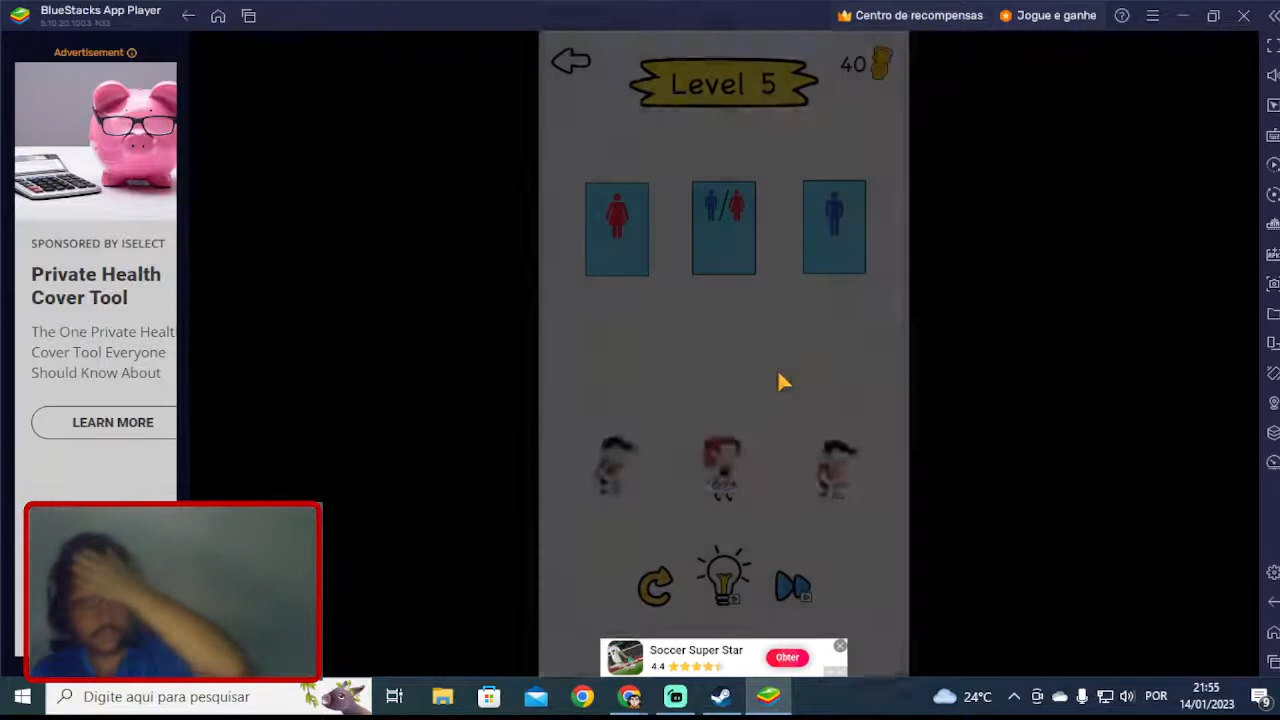 BlueStacks App Player
5.10.20.1003 N32
Centro de recompensas
Jogue e ganhe
Advertisement
SPONSORED BY ISELECT
Private Health
Cover Tool
The One Private Healt
Cover Tool Everyone
Should Know About
LEARN MORE
Level 5
40
Soccer Super Star
4.4
Obter
Digite aqui para pesquisar
24°C
POR
21:55
14/01/2023
9